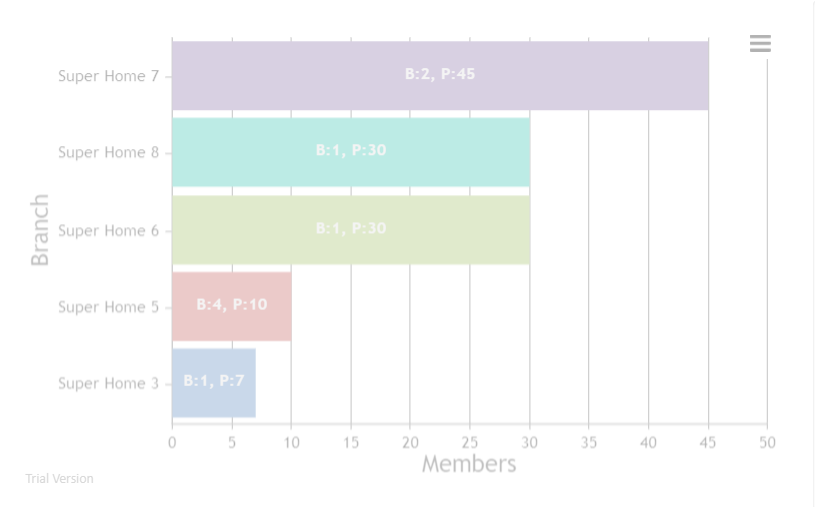 Super Home 7
B:2, P:45
Super Home 8
B:1, P:30
Super Home 6
B:1, P:30
Super Home 5
B:4, P:10
Super Home 3
B:1, P:7
Branch
0 5 10 15 20 25 30 35 40 45 50
Members
Trial Version